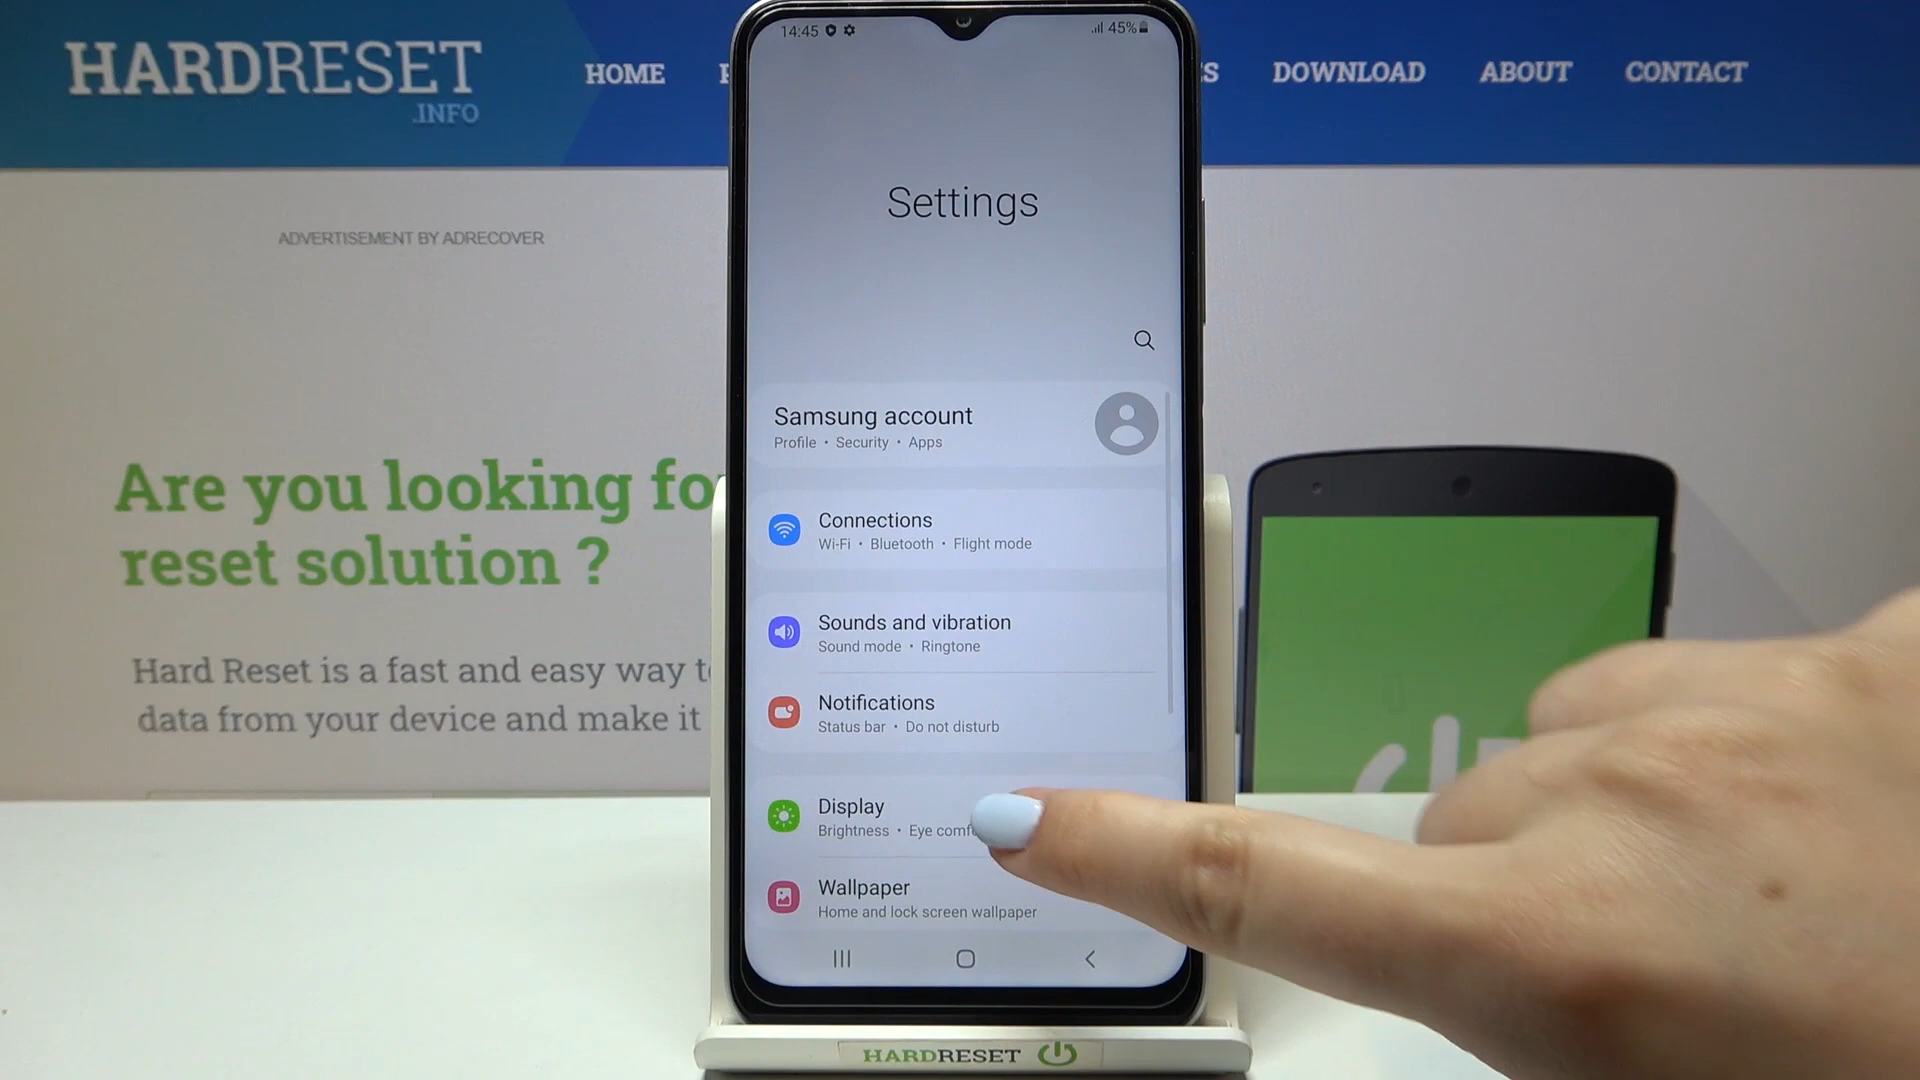 HARDRESET
.INFO
HOME
DOWNLOAD
ABOUT
CONTACT
ADVERTISEMENT BY ADRECOVER
Are you looking fo
reset solution ?
Hard Reset is a fast and easy way t
data from your device and make it
14:45
45%
Settings
Samsung account
Profile • Security • Apps
Connections
Wi-Fi • Bluetooth • Flight mode
Sounds and vibration
Sound mode • Ringtone
Notifications
Status bar • Do not disturb
Display
Brightness • Eye comf
Wallpaper
Home and lock screen wallpaper
HARDRESET